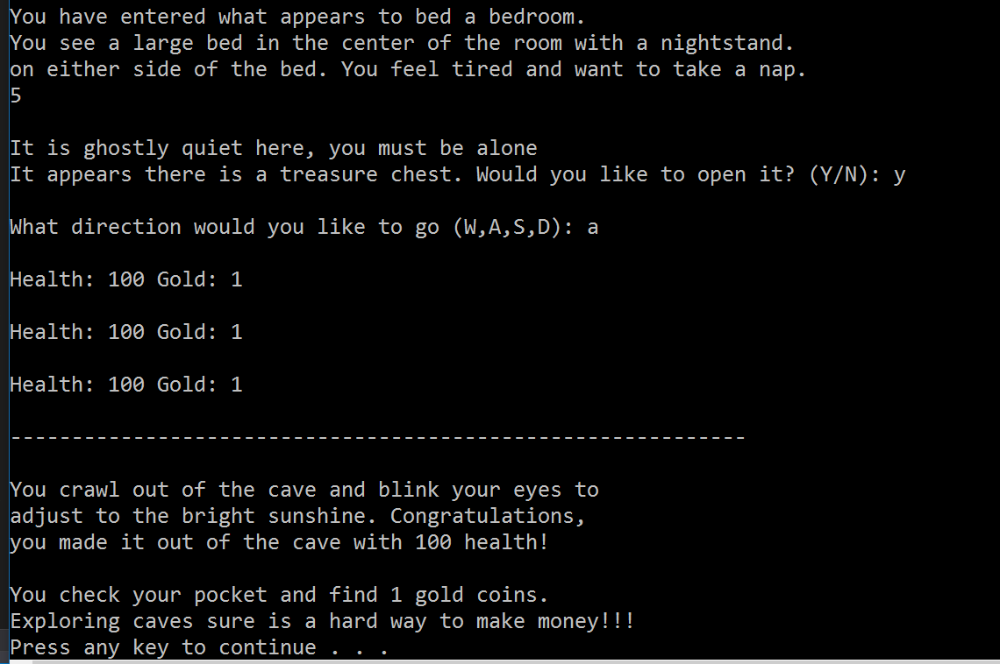 You have entered what appears to bed a bedroom.
You see a large bed in the center of the room with a nightstand.
on either side of the bed. You feel tired and want to take a nap.
5
It is ghostly quiet here, you must be alone
It appears there is a treasure chest. Would you like to open it? (Y/N): y
What direction would you like to go (W,A,S,D): a
Health: 100 Gold: 1
Health: 100 Gold: 1
Health: 100 Gold: 1
------------------------------------------------------------
You crawl out of the cave and blink your eyes to
adjust to the bright sunshine. Congratulations,
you made it out of the cave with 100 health!
You check your pocket and find 1 gold coins.
Exploring caves sure is a hard way to make money!!!
Press any key to continue . . .